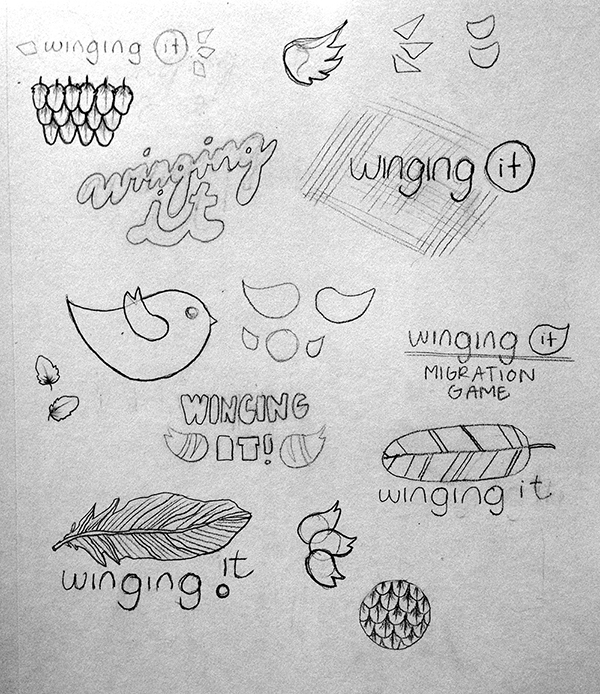 winging it
winging
it
winging it
winging it
MIGRATION
GAME
WINGING
IT!
winging it
winging it